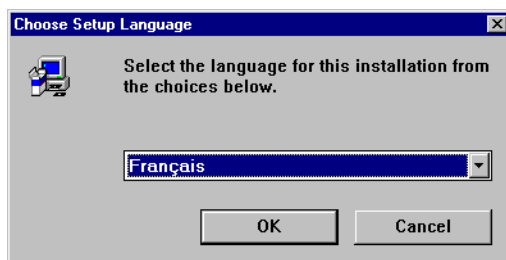 Choose Setup Language
Select the language for this installation from
the choices below.
Français
OK
Cancel